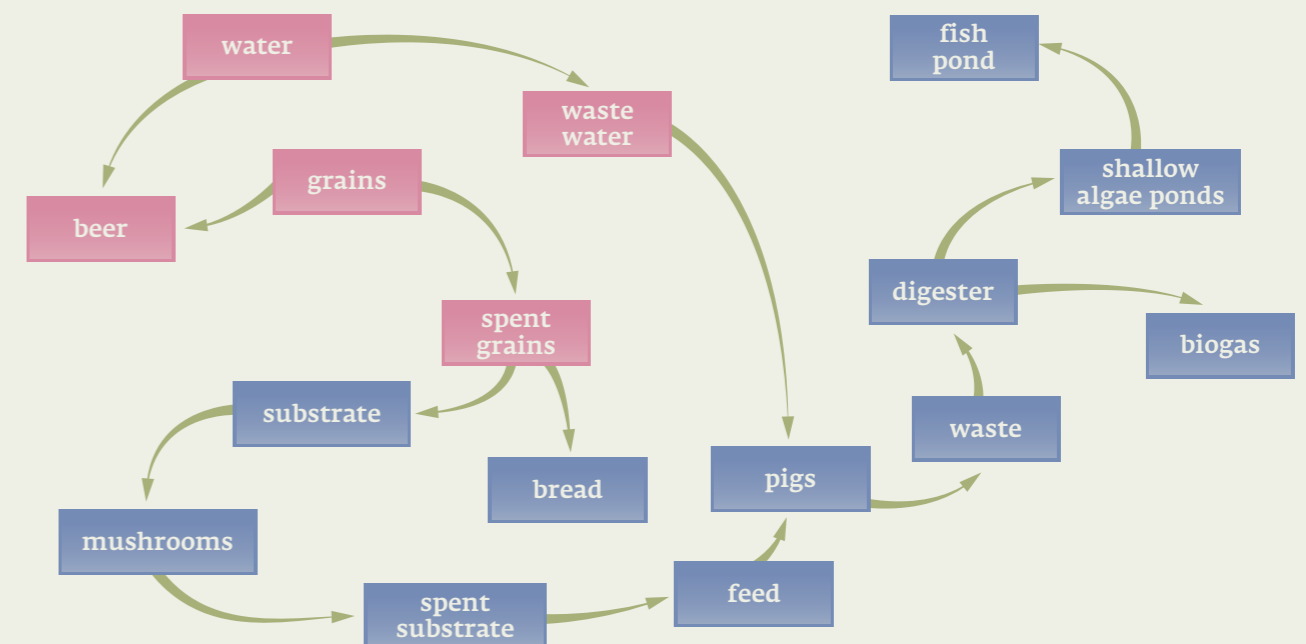 water
fish
pond
waste
water
grains
shallow
algae ponds
beer
digester
spent
grains
biogas
substrate
waste
bread
pigs
mushrooms
spent
substrate
feed